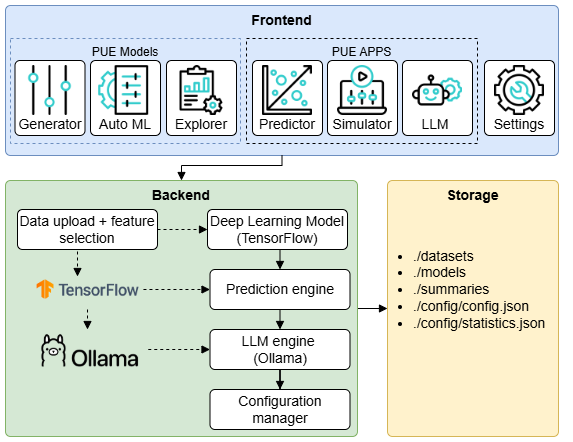 Frontend
PUE Models
PUE APPS
Generator
Auto ML
Explorer
Predictor
Simulator
LLM
Settings
Backend
Data upload + feature
selection
Deep Learning Model
(TensorFlow)
TensorFlow
Prediction engine
Ollama
LLM engine
(Ollama)
Configuration
manager
Storage
• ./datasets
• ./models
• ./summaries
• ./config/config.json
• ./config/statistics.json